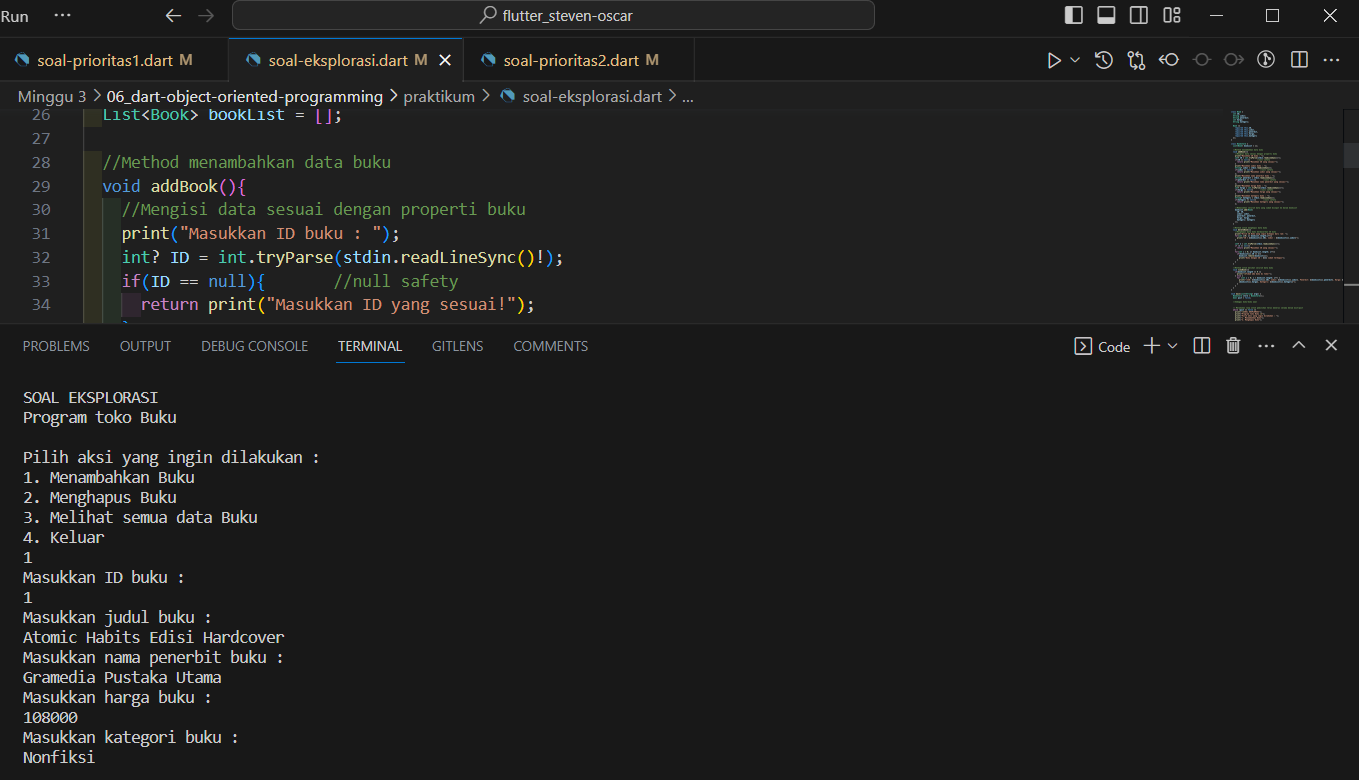 Run ...
flutter_steven-oscar
soal-prioritas1.dart M
soal-eksplorasi.dart M
soal-prioritas2.dart M
Minggu 3 > 06_dart-object-oriented-programming > praktikum > soal-eksplorasi.dart > ...
26 List<Book> bookList = [];
27
28 //Method menambahkan data buku
29 void addBook(){
30 //Mengisi data sesuai dengan properti buku
31 print("Masukkan ID buku : ");
32 int? ID = int.tryParse(stdin.readLineSync()!);
33 if(ID == null){ //null safety
34 return print("Masukkan ID yang sesuai!");
PROBLEMS OUTPUT DEBUG CONSOLE TERMINAL GITLENS COMMENTS
Code
SOAL EKSPLORASI
Program toko Buku
Pilih aksi yang ingin dilakukan :
1. Menambahkan Buku
2. Menghapus Buku
3. Melihat semua data Buku
4. Keluar
1
Masukkan ID buku :
1
Masukkan judul buku :
Atomic Habits Edisi Hardcover
Masukkan nama penerbit buku :
Gramedia Pustaka Utama
Masukkan harga buku :
108000
Masukkan kategori buku :
Nonfiksi